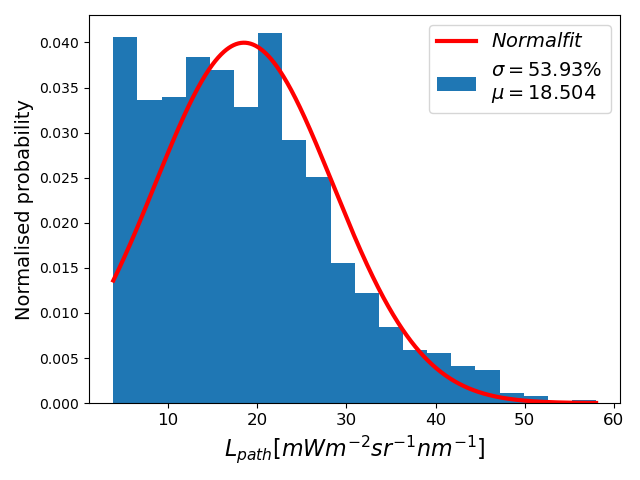 Normalfit
σ = 53.93%
μ = 18.504
Normalised probability
0.040
0.035
0.030
0.025
0.020
0.015
0.010
0.005
0.000
10 20 30 40 50 60
L_path[mWm⁻²sr⁻¹nm⁻¹]